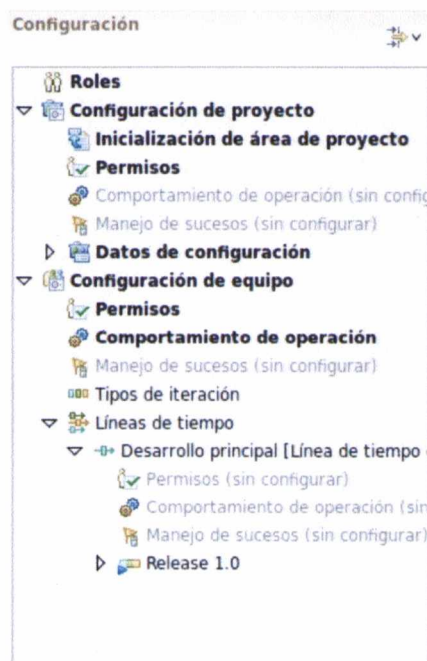 Configuración
Roles
Configuración de proyecto
Inicialización de área de proyecto
Permisos
Comportamiento de operación (sin config
Manejo de sucesos (sin configurar)
Datos de configuración
Configuración de equipo
Permisos
Comportamiento de operación
Manejo de sucesos (sin configurar)
Tipos de iteración
Líneas de tiempo
Desarrollo principal [Línea de tiempo
Permisos (sin configurar)
Comportamiento de operación (sin
Manejo de sucesos (sin configurar)
Release 1.0